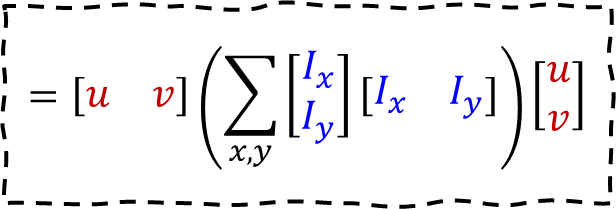 = [u v] (∑_{x,y} [I_x I_y] [I_x I_y]) [u v]